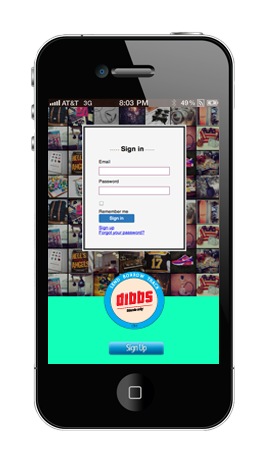 AT&T 3G 8:03 PM 49%
Sign in
Email
Password
Remember me
Sign in
Sign up
Forgot your password?
BORROW
dibbs
Sign Up